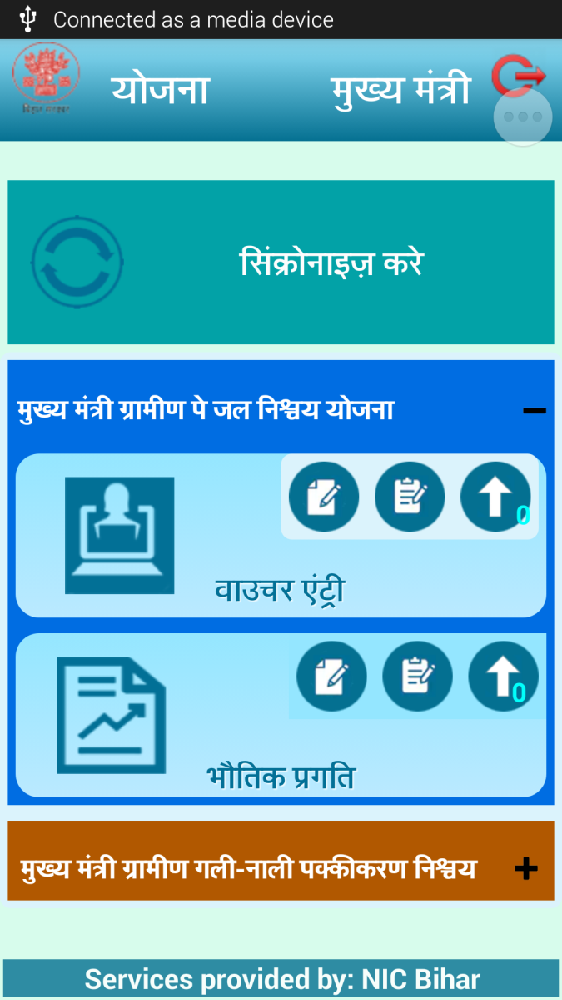 Connected as a media device
योजना मुख्य मंत्री
बिहार सरकार
सिंक्रोनाइज़ करे
मुख्य मंत्री ग्रामीण पे जल निश्चय योजना
0
वाउचर एंट्री
0
भौतिक प्रगति
मुख्य मंत्री ग्रामीण गली-नाली पक्कीकरण निश्चय
Services provided by: NIC Bihar